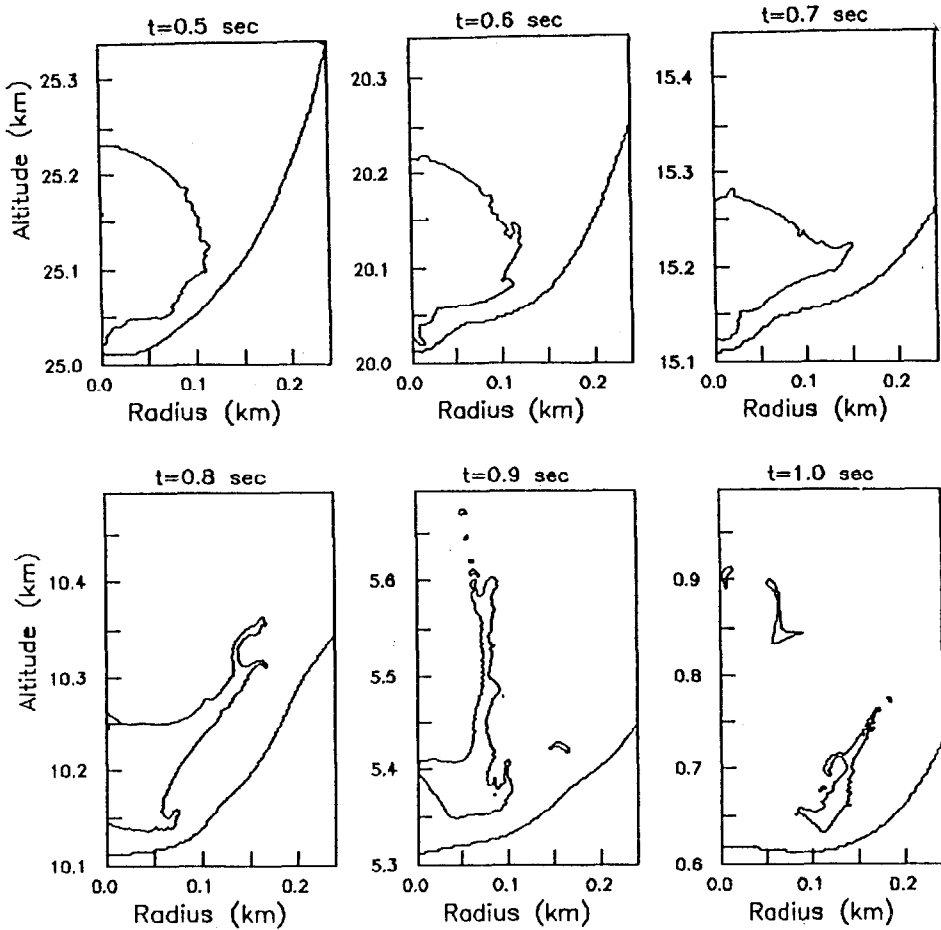 t=0.5 sec
t=0.6 sec
t=0.7 sec
Altitude (km)
25.3
25.2
25.1
25.0
20.3
20.2
20.1
20.0
15.4
15.3
15.2
15.1
0.0 0.1 0.2
0.0 0.1 0.2
0.0 0.1 0.2
Radius (km)
Radius (km)
Radius (km)
t=0.8 sec
t=0.9 sec
t=1.0 sec
Altitude (km)
10.4
10.3
10.2
10.1
5.6
5.5
5.4
5.3
0.9
0.8
0.7
0.6
0.0 0.1 0.2
0.0 0.1 0.2
0.0 0.1 0.2
Radius (km)
Radius (km)
Radius (km)